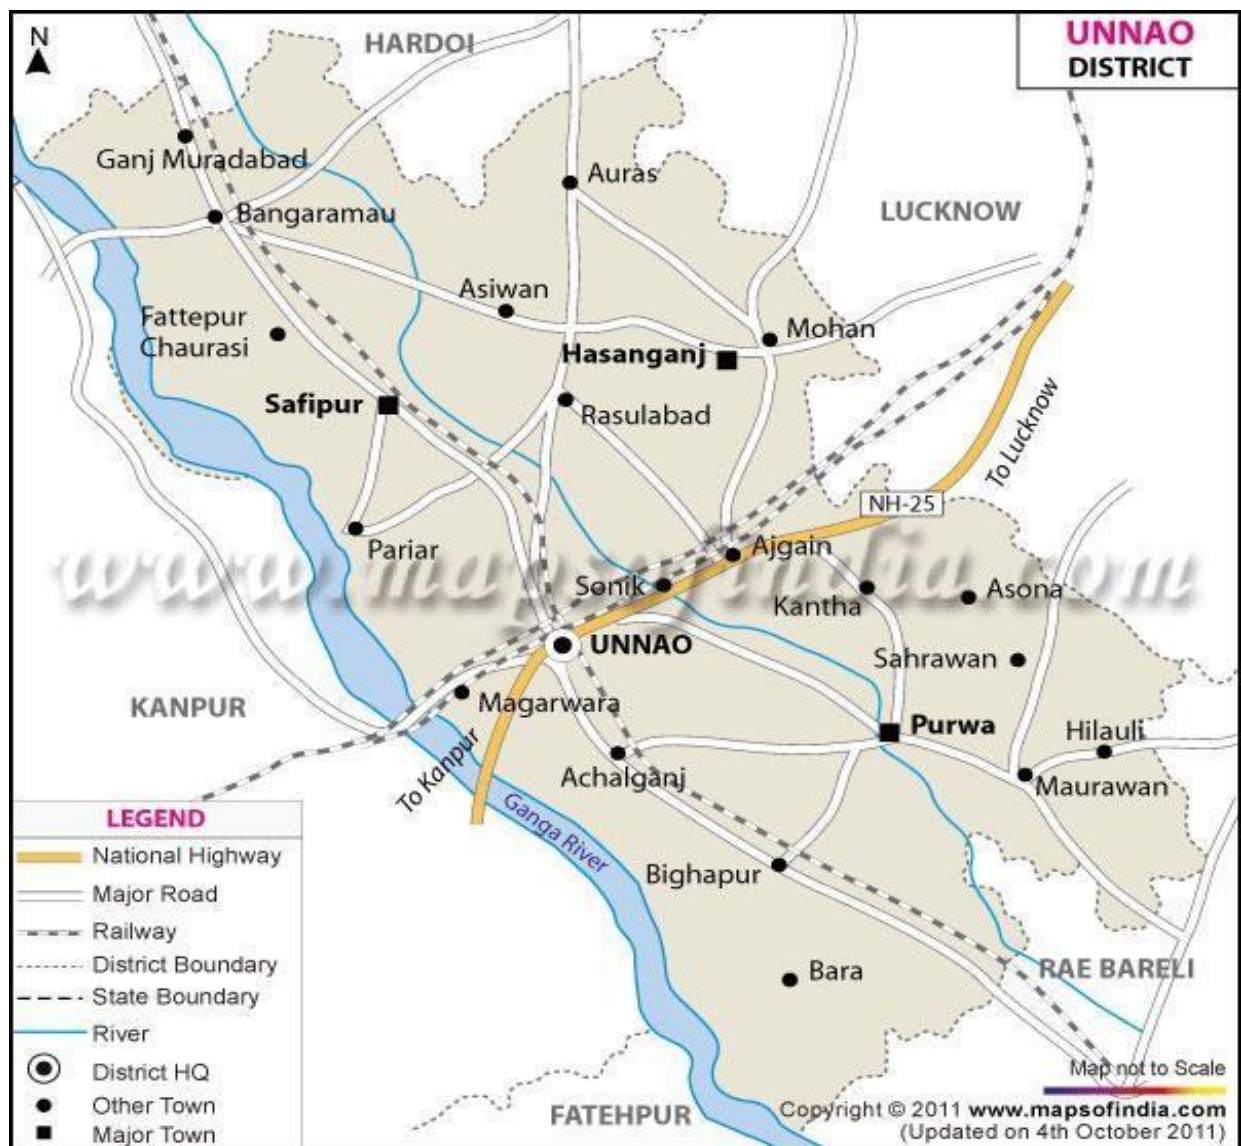 N
HARDOI
UNNAO
DISTRICT
Ganj Muradabad
Auras
LUCKNOW
Bangaramau
Asiwan
Fattepur
Chaurasi
Mohan
Hasanganj
Safipur
Rasulabad
To Lucknow
NH-25
Pariar
Ajgain
www.mapsofindia.com
Sonik
Kantha
Asona
UNNAO
Sahrawan
KANPUR
Magarwara
Purwa
Hilauli
To Kanpur
Achalganj
Maurawan
Ganga River
Bighapur
Bara
RAE BARELI
FATEHPUR
LEGEND
National Highway
Major Road
Railway
District Boundary
State Boundary
River
District HQ
Other Town
Major Town
Map not to Scale
Copyright © 2011 www.mapsofindia.com
(Updated on 4th October 2011)